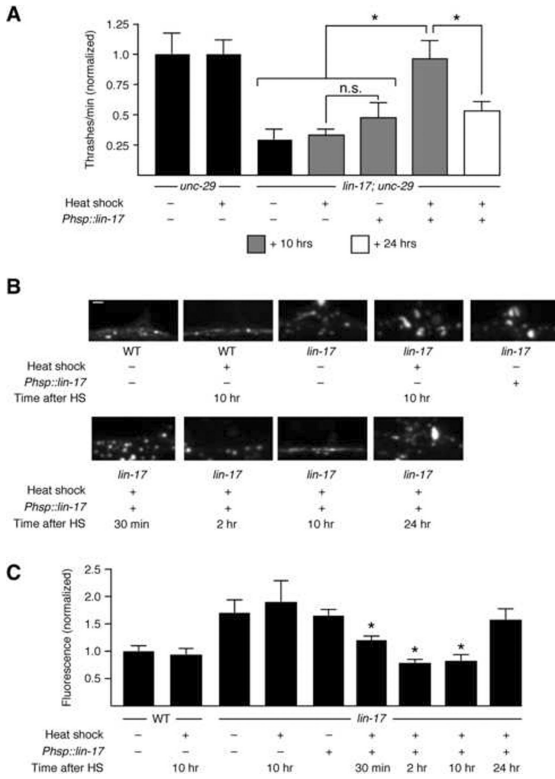 A
Thrashes/min (normalized)
1.25
1.00
0.75
0.5
0.25
* *
n.s.
unc-29 lin-17; unc-29
Heat shock – + – + – + +
Phsp::lin-17 – – – – + + +
+ 10 hrs + 24 hrs
B
WT WT lin-17 lin-17 lin-17
Heat shock – + – + –
Phsp::lin-17 – – – – +
Time after HS 10 hr 10 hr
lin-17 lin-17 lin-17 lin-17
Heat shock + + + +
Phsp::lin-17 + + + +
Time after HS 30 min 2 hr 10 hr 24 hr
C
Fluorescence (normalized)
2.5
2.0
1.5
1.0
0.5
* * *
WT lin-17
Heat shock – + – + – + + + +
Phsp::lin-17 – – – – + + + + +
Time after HS 10 hr 10 hr 30 min 2 hr 10 hr 24 hr